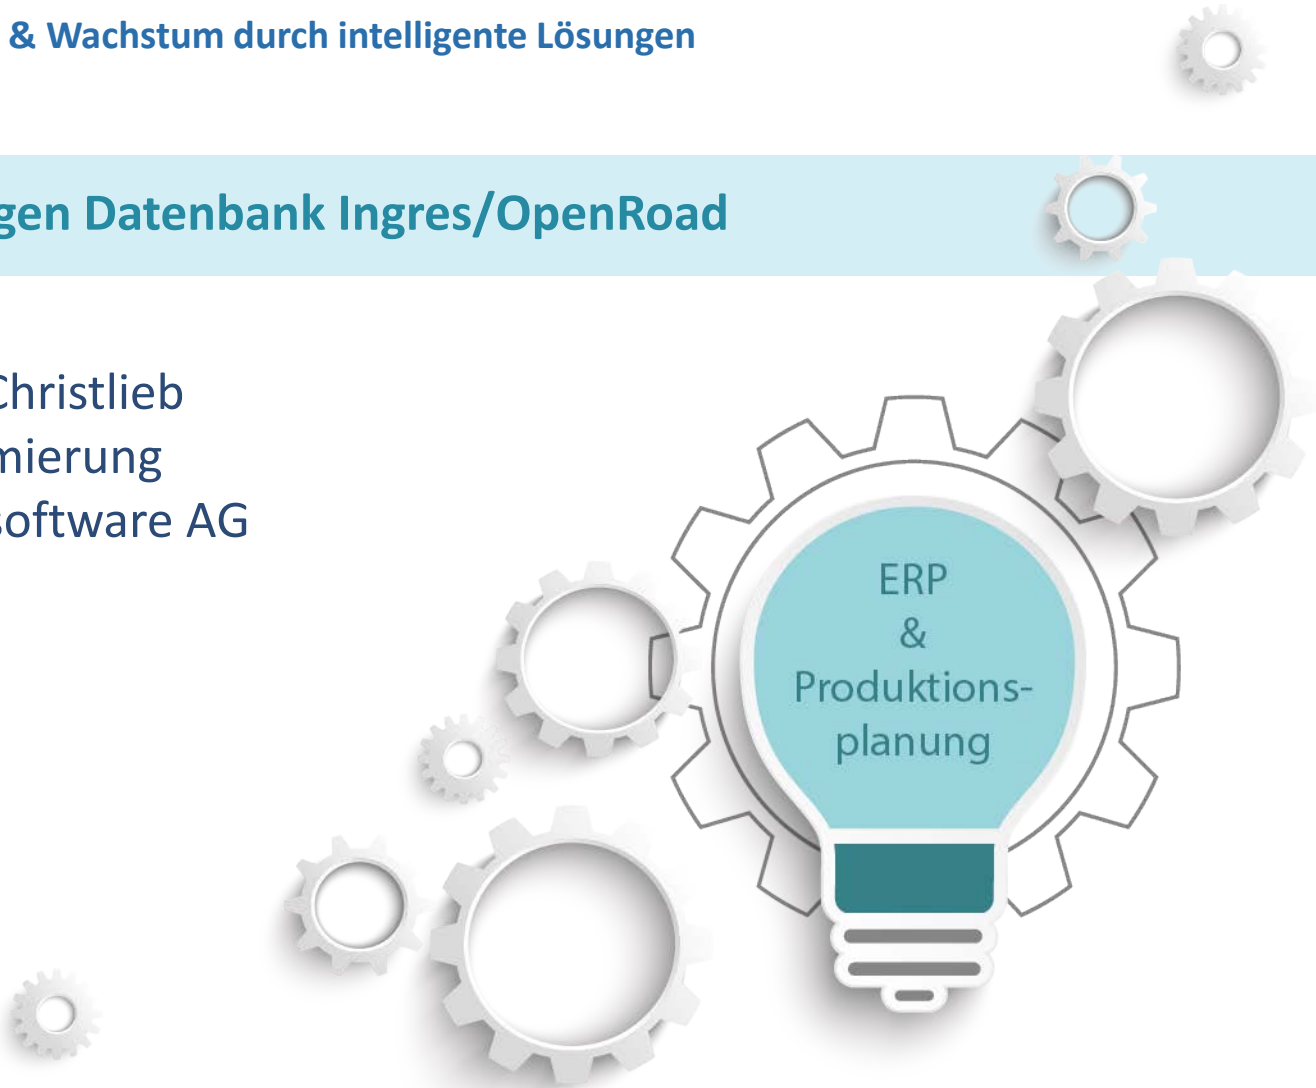 & Wachstum durch intelligente Lösungen
gen Datenbank Ingres/OpenRoad
Christlieb
mierung
software AG
ERP
&
Produktions-
planung